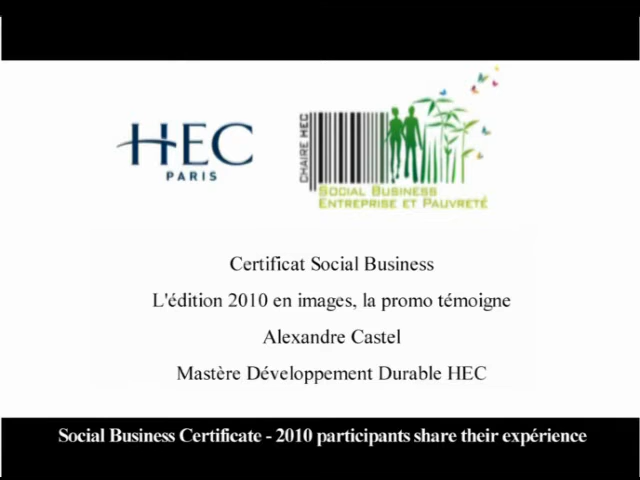 HEC
PARIS
CHAIRE HEC
SOCIAL BUSINESS
ENTREPRISE ET PAUVRETÉ
Certificat Social Business
L'édition 2010 en images, la promo témoigne
Alexandre Castel
Mastère Développement Durable HEC
Social Business Certificate - 2010 participants share their expérience